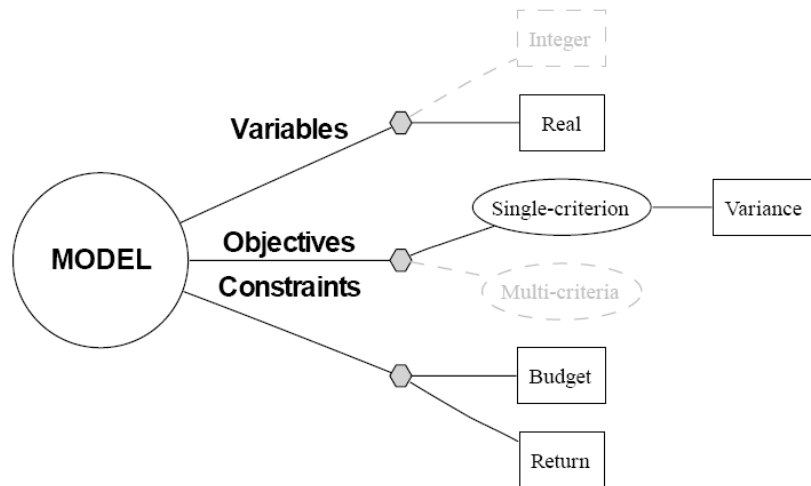 Integer
Variables
Real
Single-criterion
Variance
Objectives
MODEL
Constraints
Multi-criteria
Budget
Return